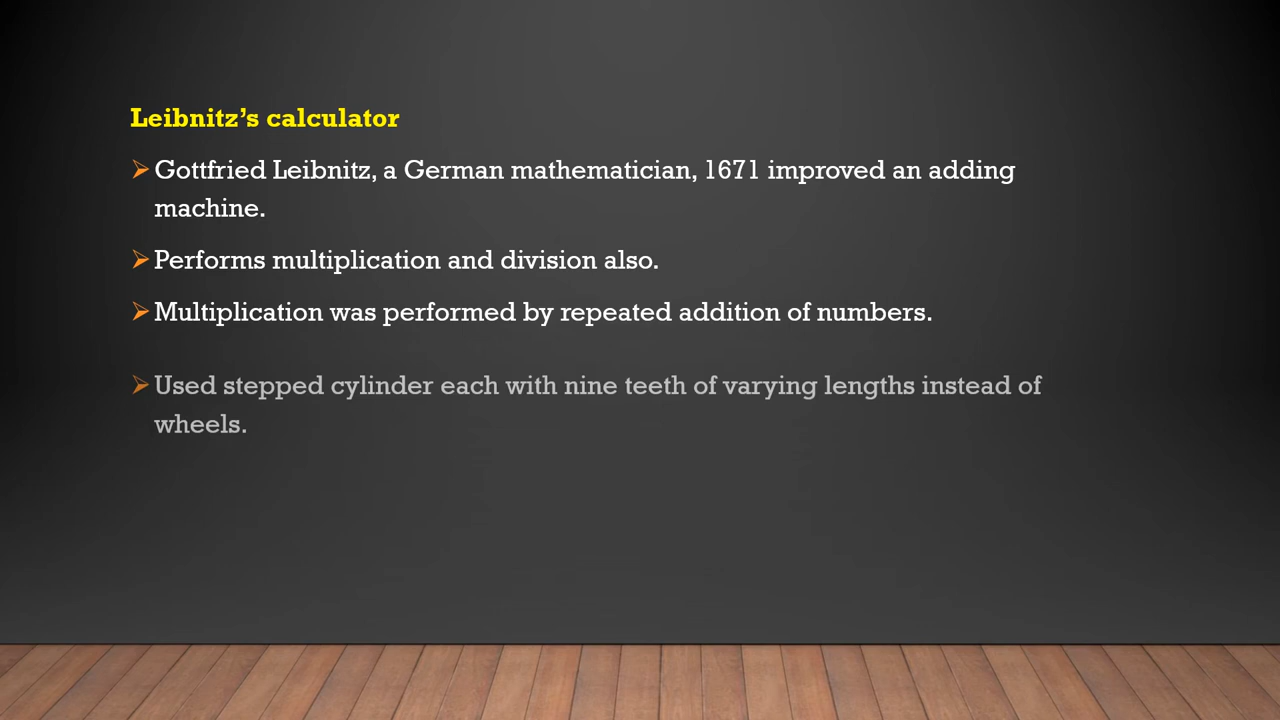 Leibnitz’s calculator
Gottfried Leibnitz, a German mathematician, 1671 improved an adding
machine.
Performs multiplication and division also.
Multiplication was performed by repeated addition of numbers.
Used stepped cylinder each with nine teeth of varying lengths instead of
wheels.